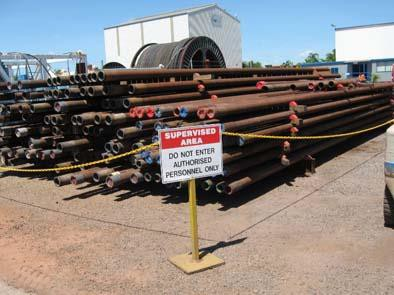 SUPERVISED
AREA
DO NOT ENTER
AUTHORISED
PERSONNEL ONLY